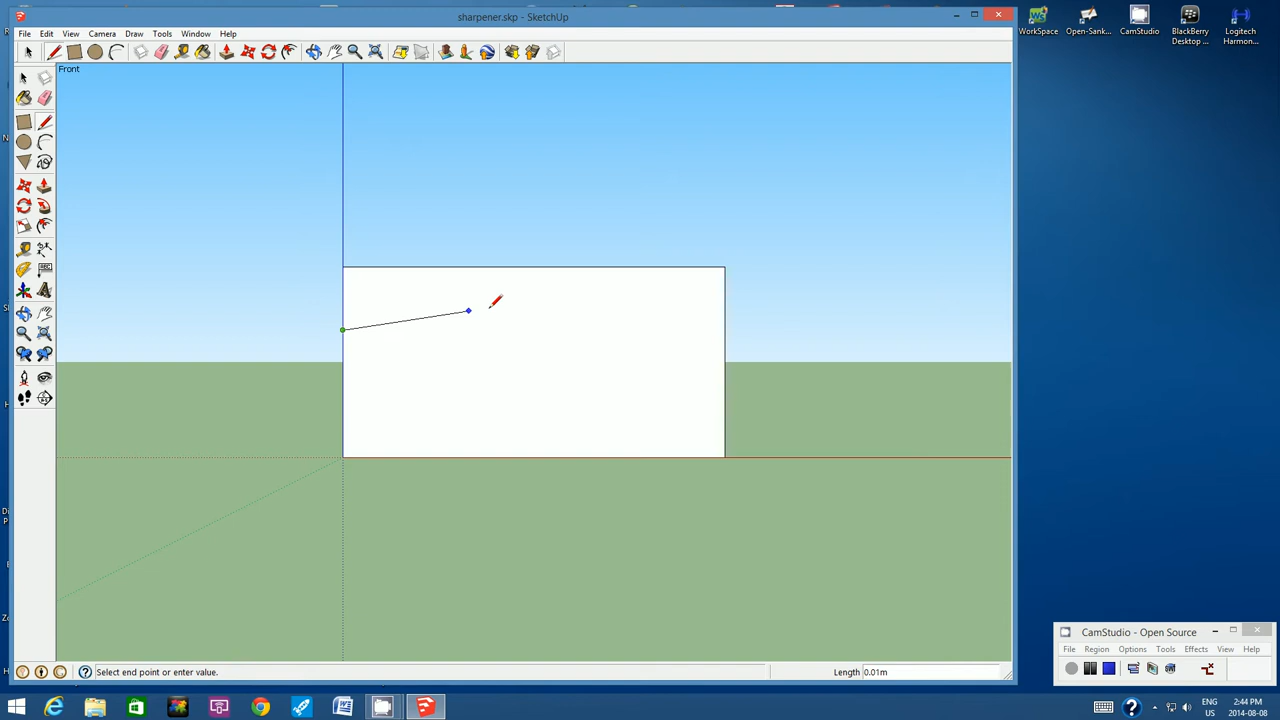 sharpener.skp - SketchUp
File Edit View Camera Draw Tools Window Help
Front
ABC
WorkSpace
Open-Sank...
CamStudio
BlackBerry
Desktop ...
Logitech
Harmon...
CamStudio - Open Source
File Region Options Tools Effects View Help
Select end point or enter value.
Length 0.01m
ENG
US
2:44 PM
2014-08-08